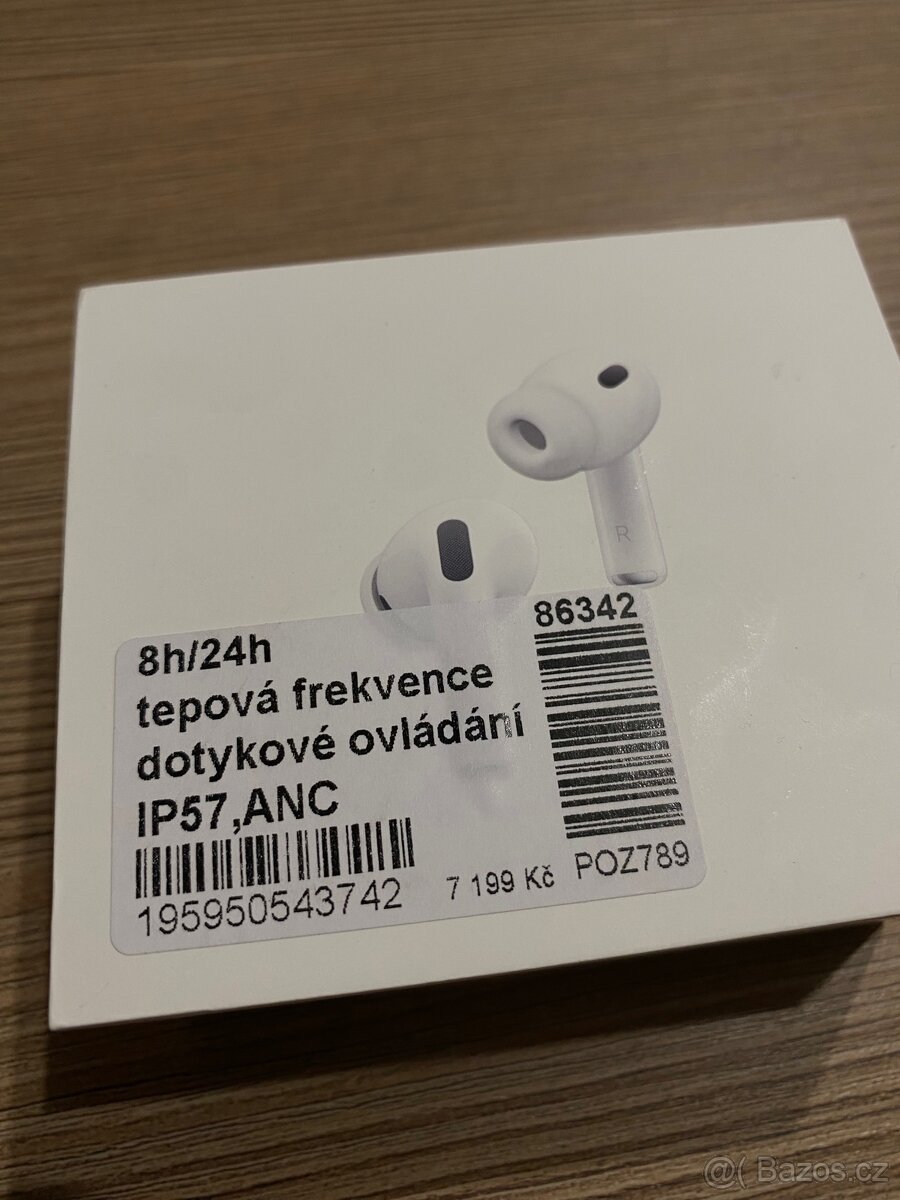 R
86342
8h/24h
tepová frekvence
dotykové ovládání
IP57,ANC
195950543742
7 199 Kč
POZ789
@( Bazos.cz